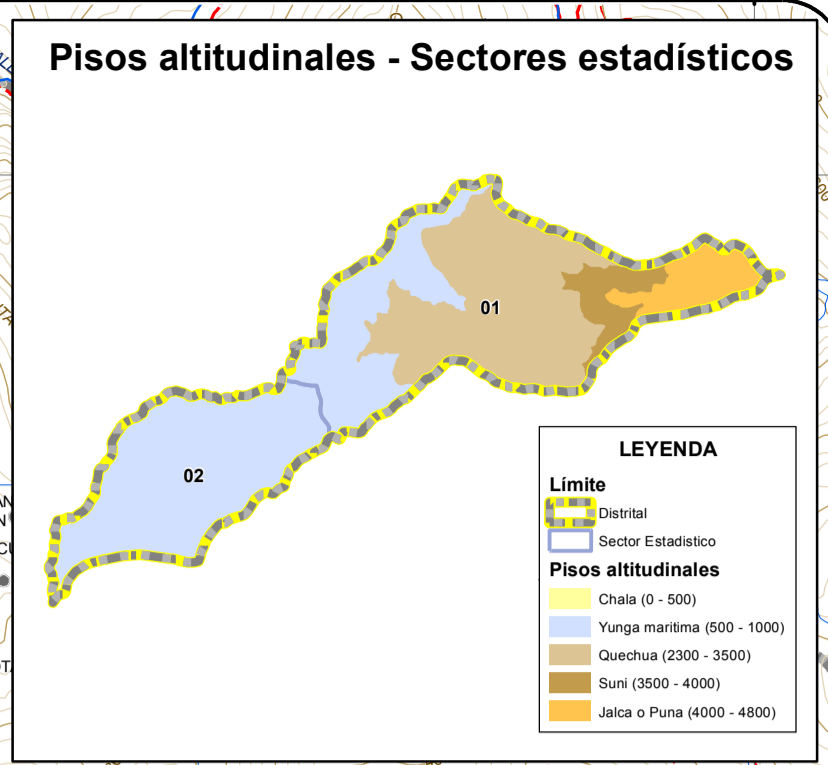 Pisos altitudinales - Sectores estadísticos
01
02
LEYENDA
Límite
Distrital
Sector Estadistico
Pisos altitudinales
Chala (0 - 500)
Yunga maritima (500 - 1000)
Quechua (2300 - 3500)
Suni (3500 - 4000)
Jalca o Puna (4000 - 4800)